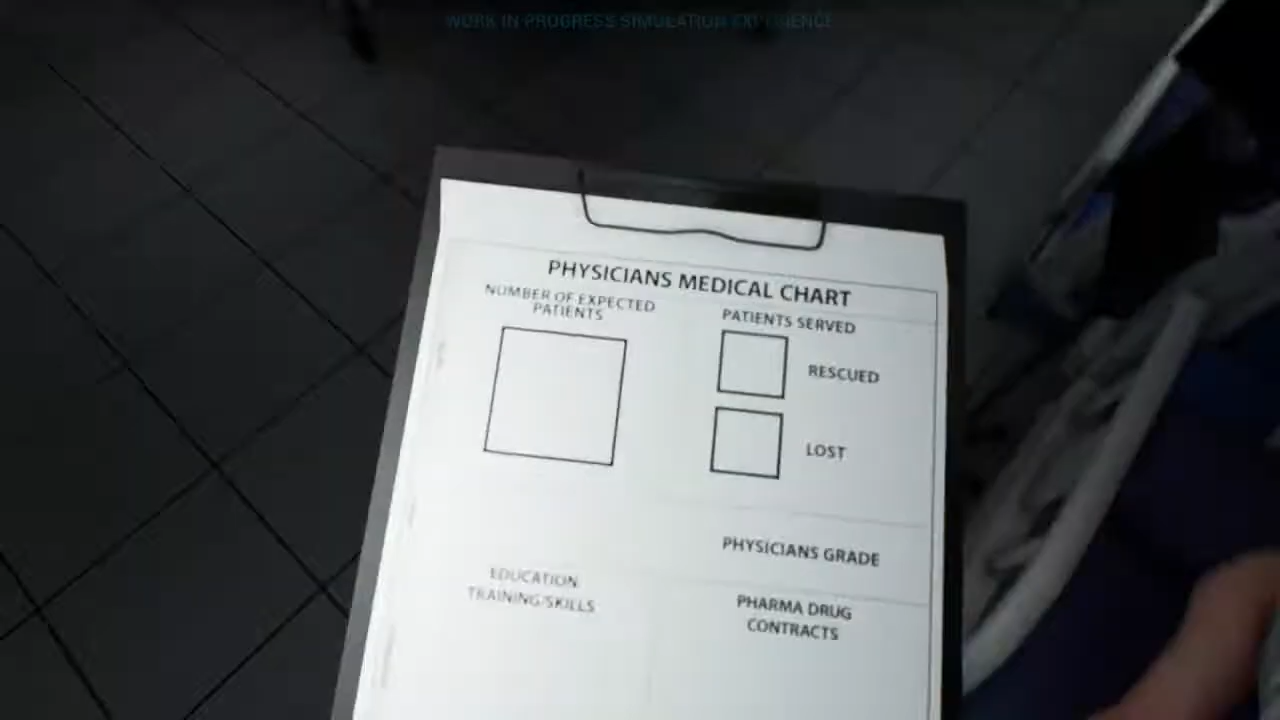 WORK IN PROGRESS SIMULATION EXPERIENCE
PHYSICIANS MEDICAL CHART
NUMBER OF EXPECTED
PATIENTS
PATIENTS SERVED
RESCUED
LOST
PHYSICIANS GRADE
EDUCATION
TRAINING/SKILLS
PHARMA DRUG
CONTRACTS